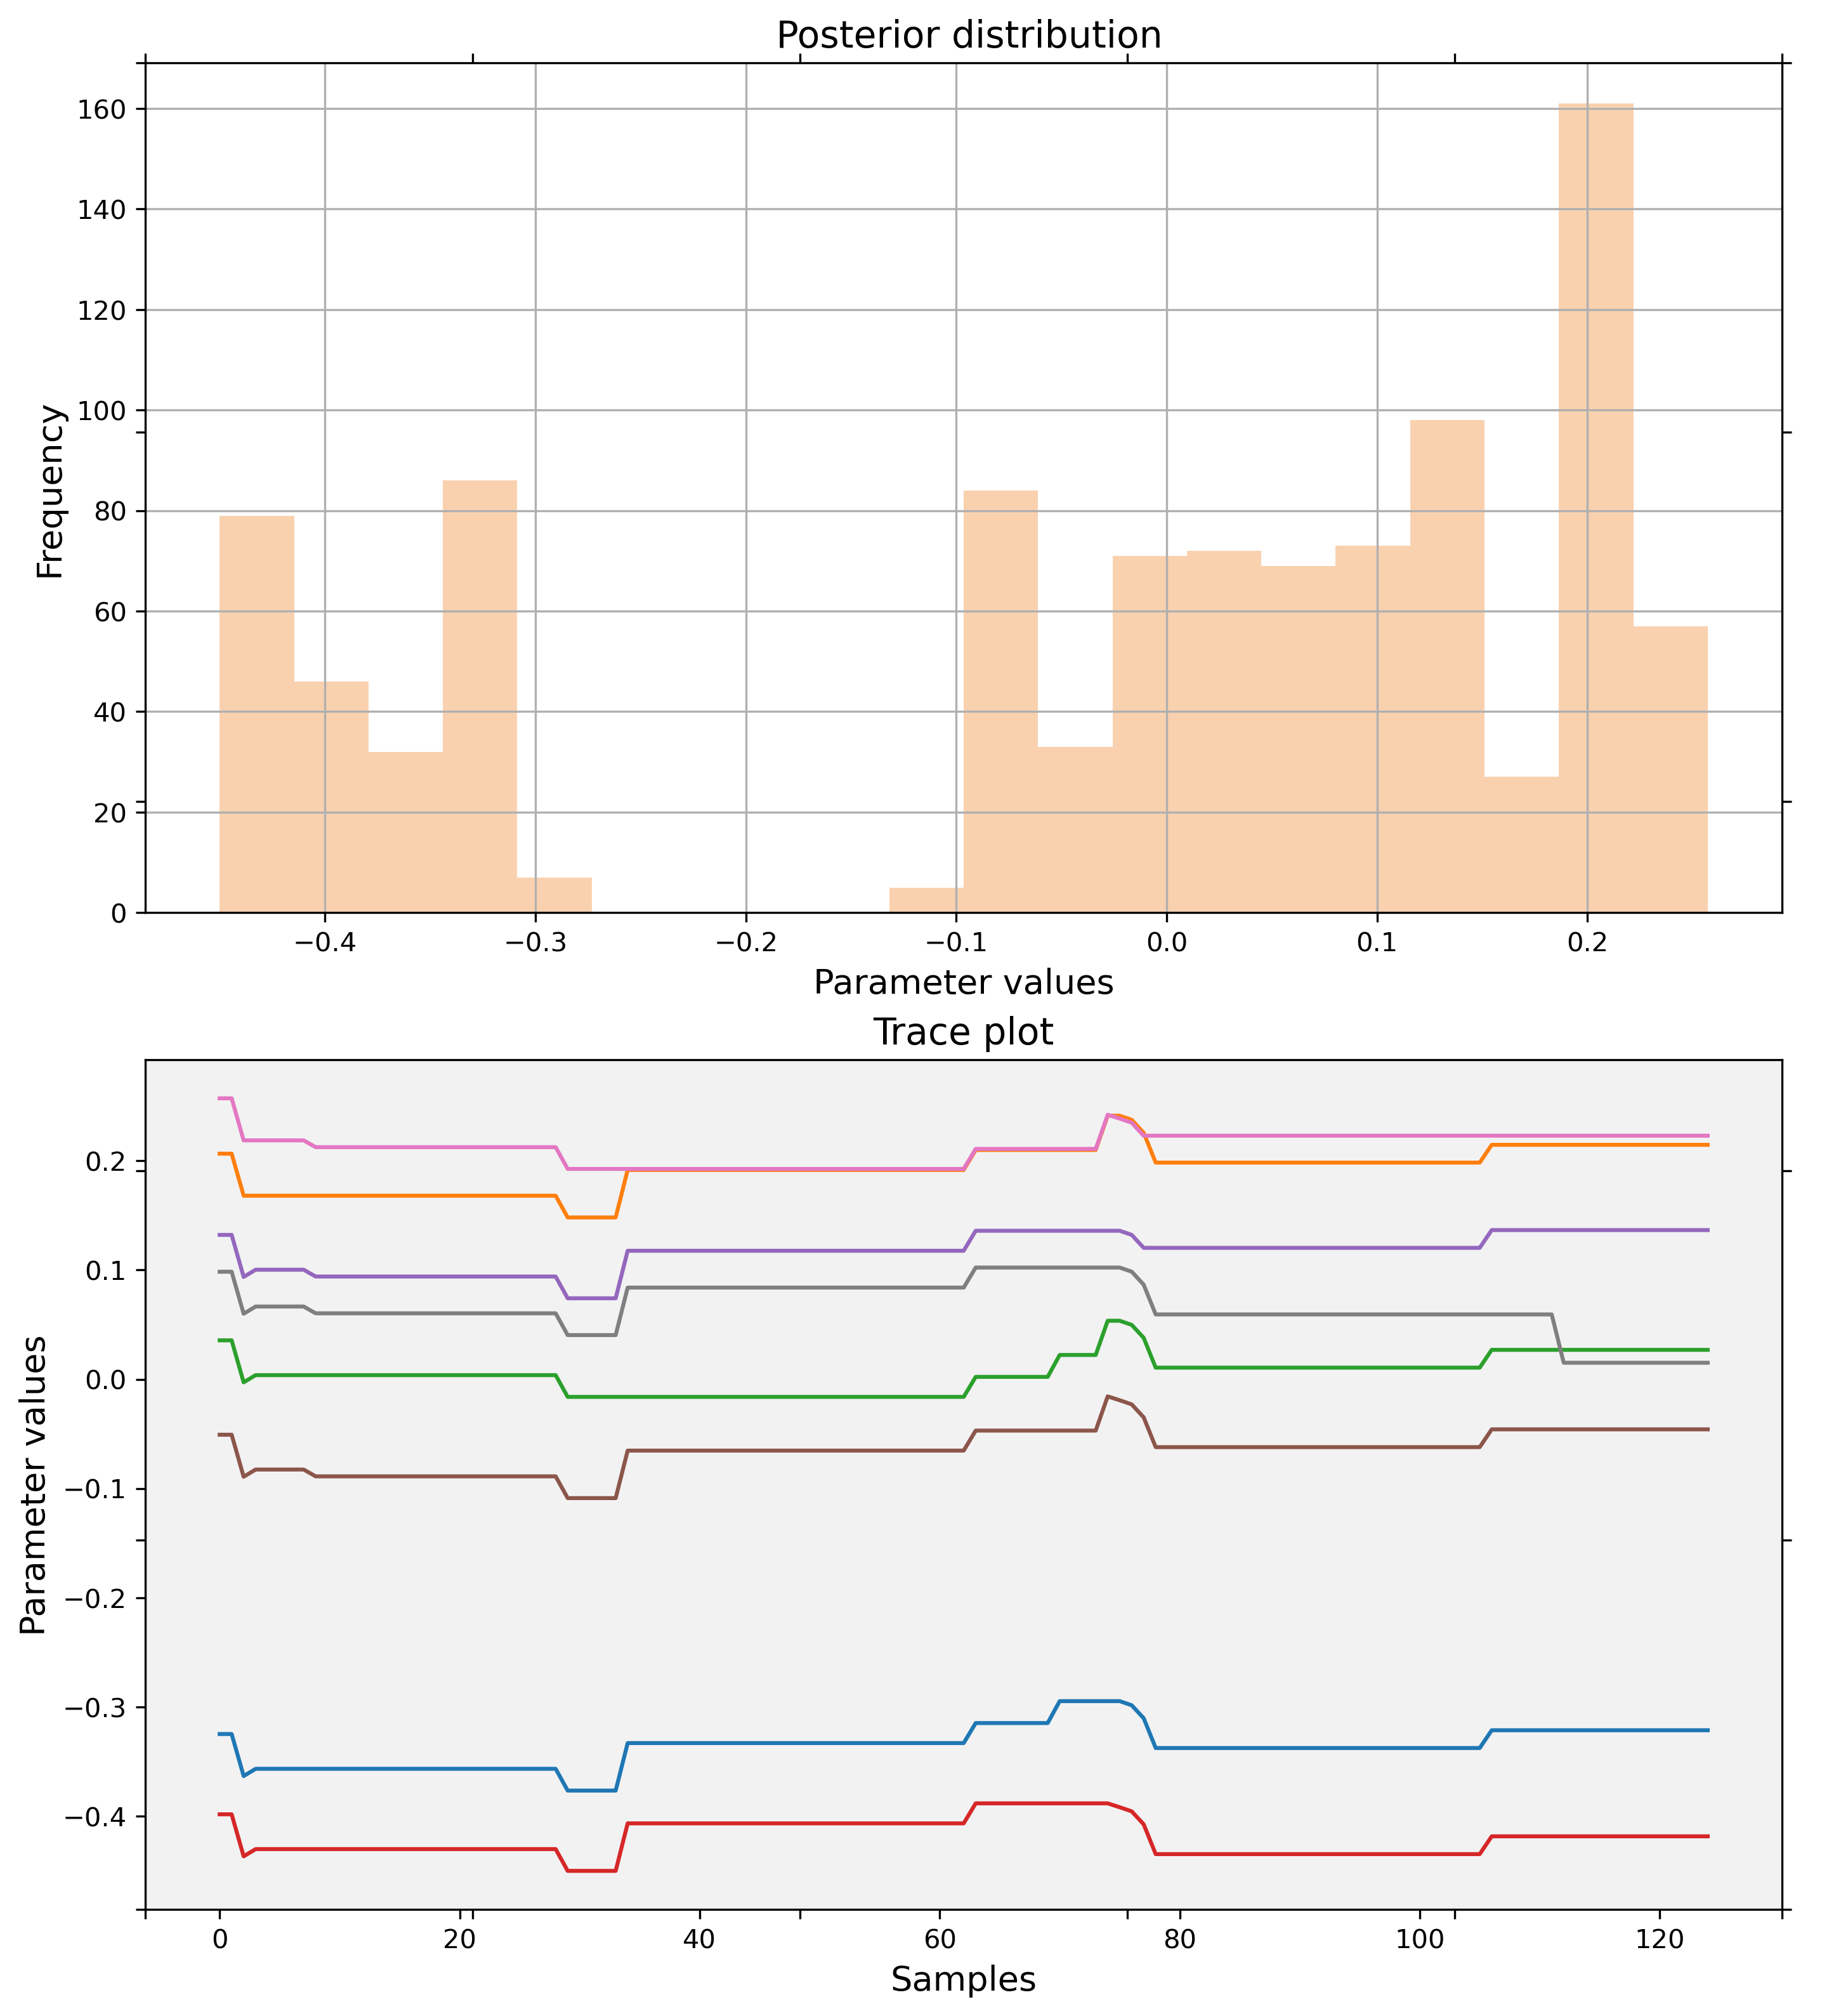 Posterior distribution
160
140
120
100
80
60
40
20
0
Frequency
−0.4 −0.3 −0.2 −0.1 0.0 0.1 0.2
Parameter values
Trace plot
0.2
0.1
0.0
−0.1
−0.2
−0.3
−0.4
Parameter values
0 20 40 60 80 100 120
Samples